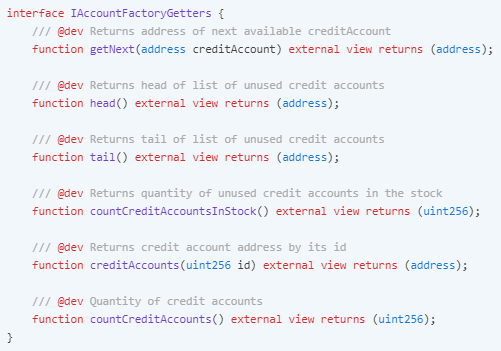 interface IAccountFactoryGetters {
/// @dev Returns address of next available creditAccount
function getNext(address creditAccount) external view returns (address);
/// @dev Returns head of list of unused credit accounts
function head() external view returns (address);
/// @dev Returns tail of list of unused credit accounts
function tail() external view returns (address);
/// @dev Returns quantity of unused credit accounts in the stock
function countCreditAccountsInStock() external view returns (uint256);
/// @dev Returns credit account address by its id
function creditAccounts(uint256 id) external view returns (address);
/// @dev Quantity of credit accounts
function countCreditAccounts() external view returns (uint256);
}